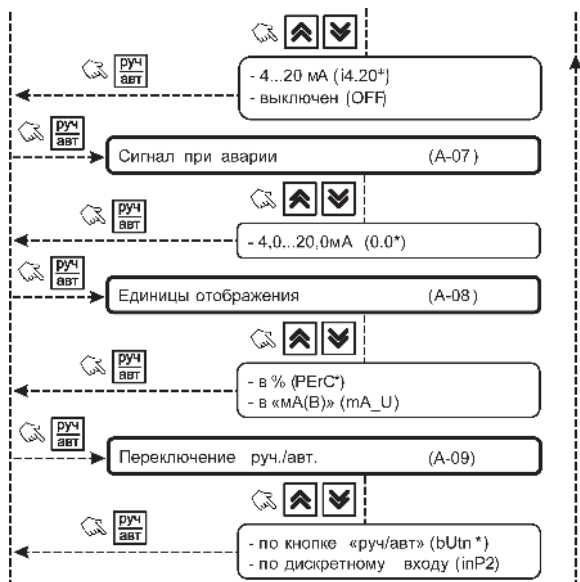 руч
авт
- 4...20 мА (i4.20*)
- выключен (OFF)
руч
авт
Сигнал при аварии (A-07)
руч
авт
- 4,0...20,0мА (0.0*)
руч
авт
Единицы отображения (A-08)
руч
авт
- в % (PErC*)
- в «мА(В)» (mA_U)
руч
авт
Переключение руч./авт. (A-09)
руч
авт
- по кнопке «руч/авт» (bUtn*)
- по дискретному входу (inP2)